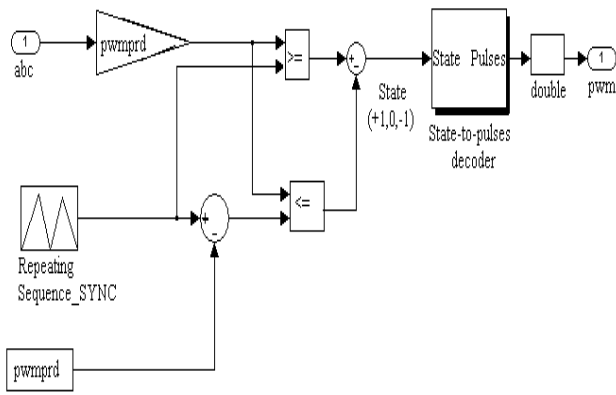 1
abc
pwmprd
>=
+
-
State
(+1,0,-1)
State Pulses
State-to-pulses
decoder
double
1
pwm
Repeating
Sequence_SYNC
+
-
<=
pwmprd